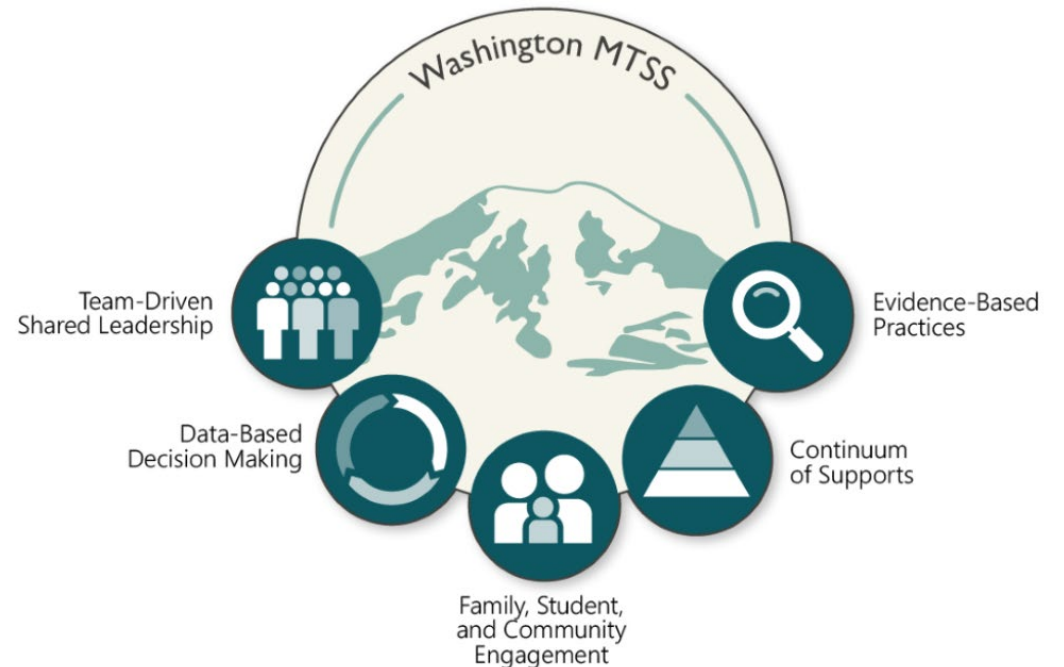 Washington MTSS
Team-Driven
Shared Leadership
Evidence-Based
Practices
Data-Based
Decision Making
Continuum
of Supports
Family, Student,
and Community
Engagement